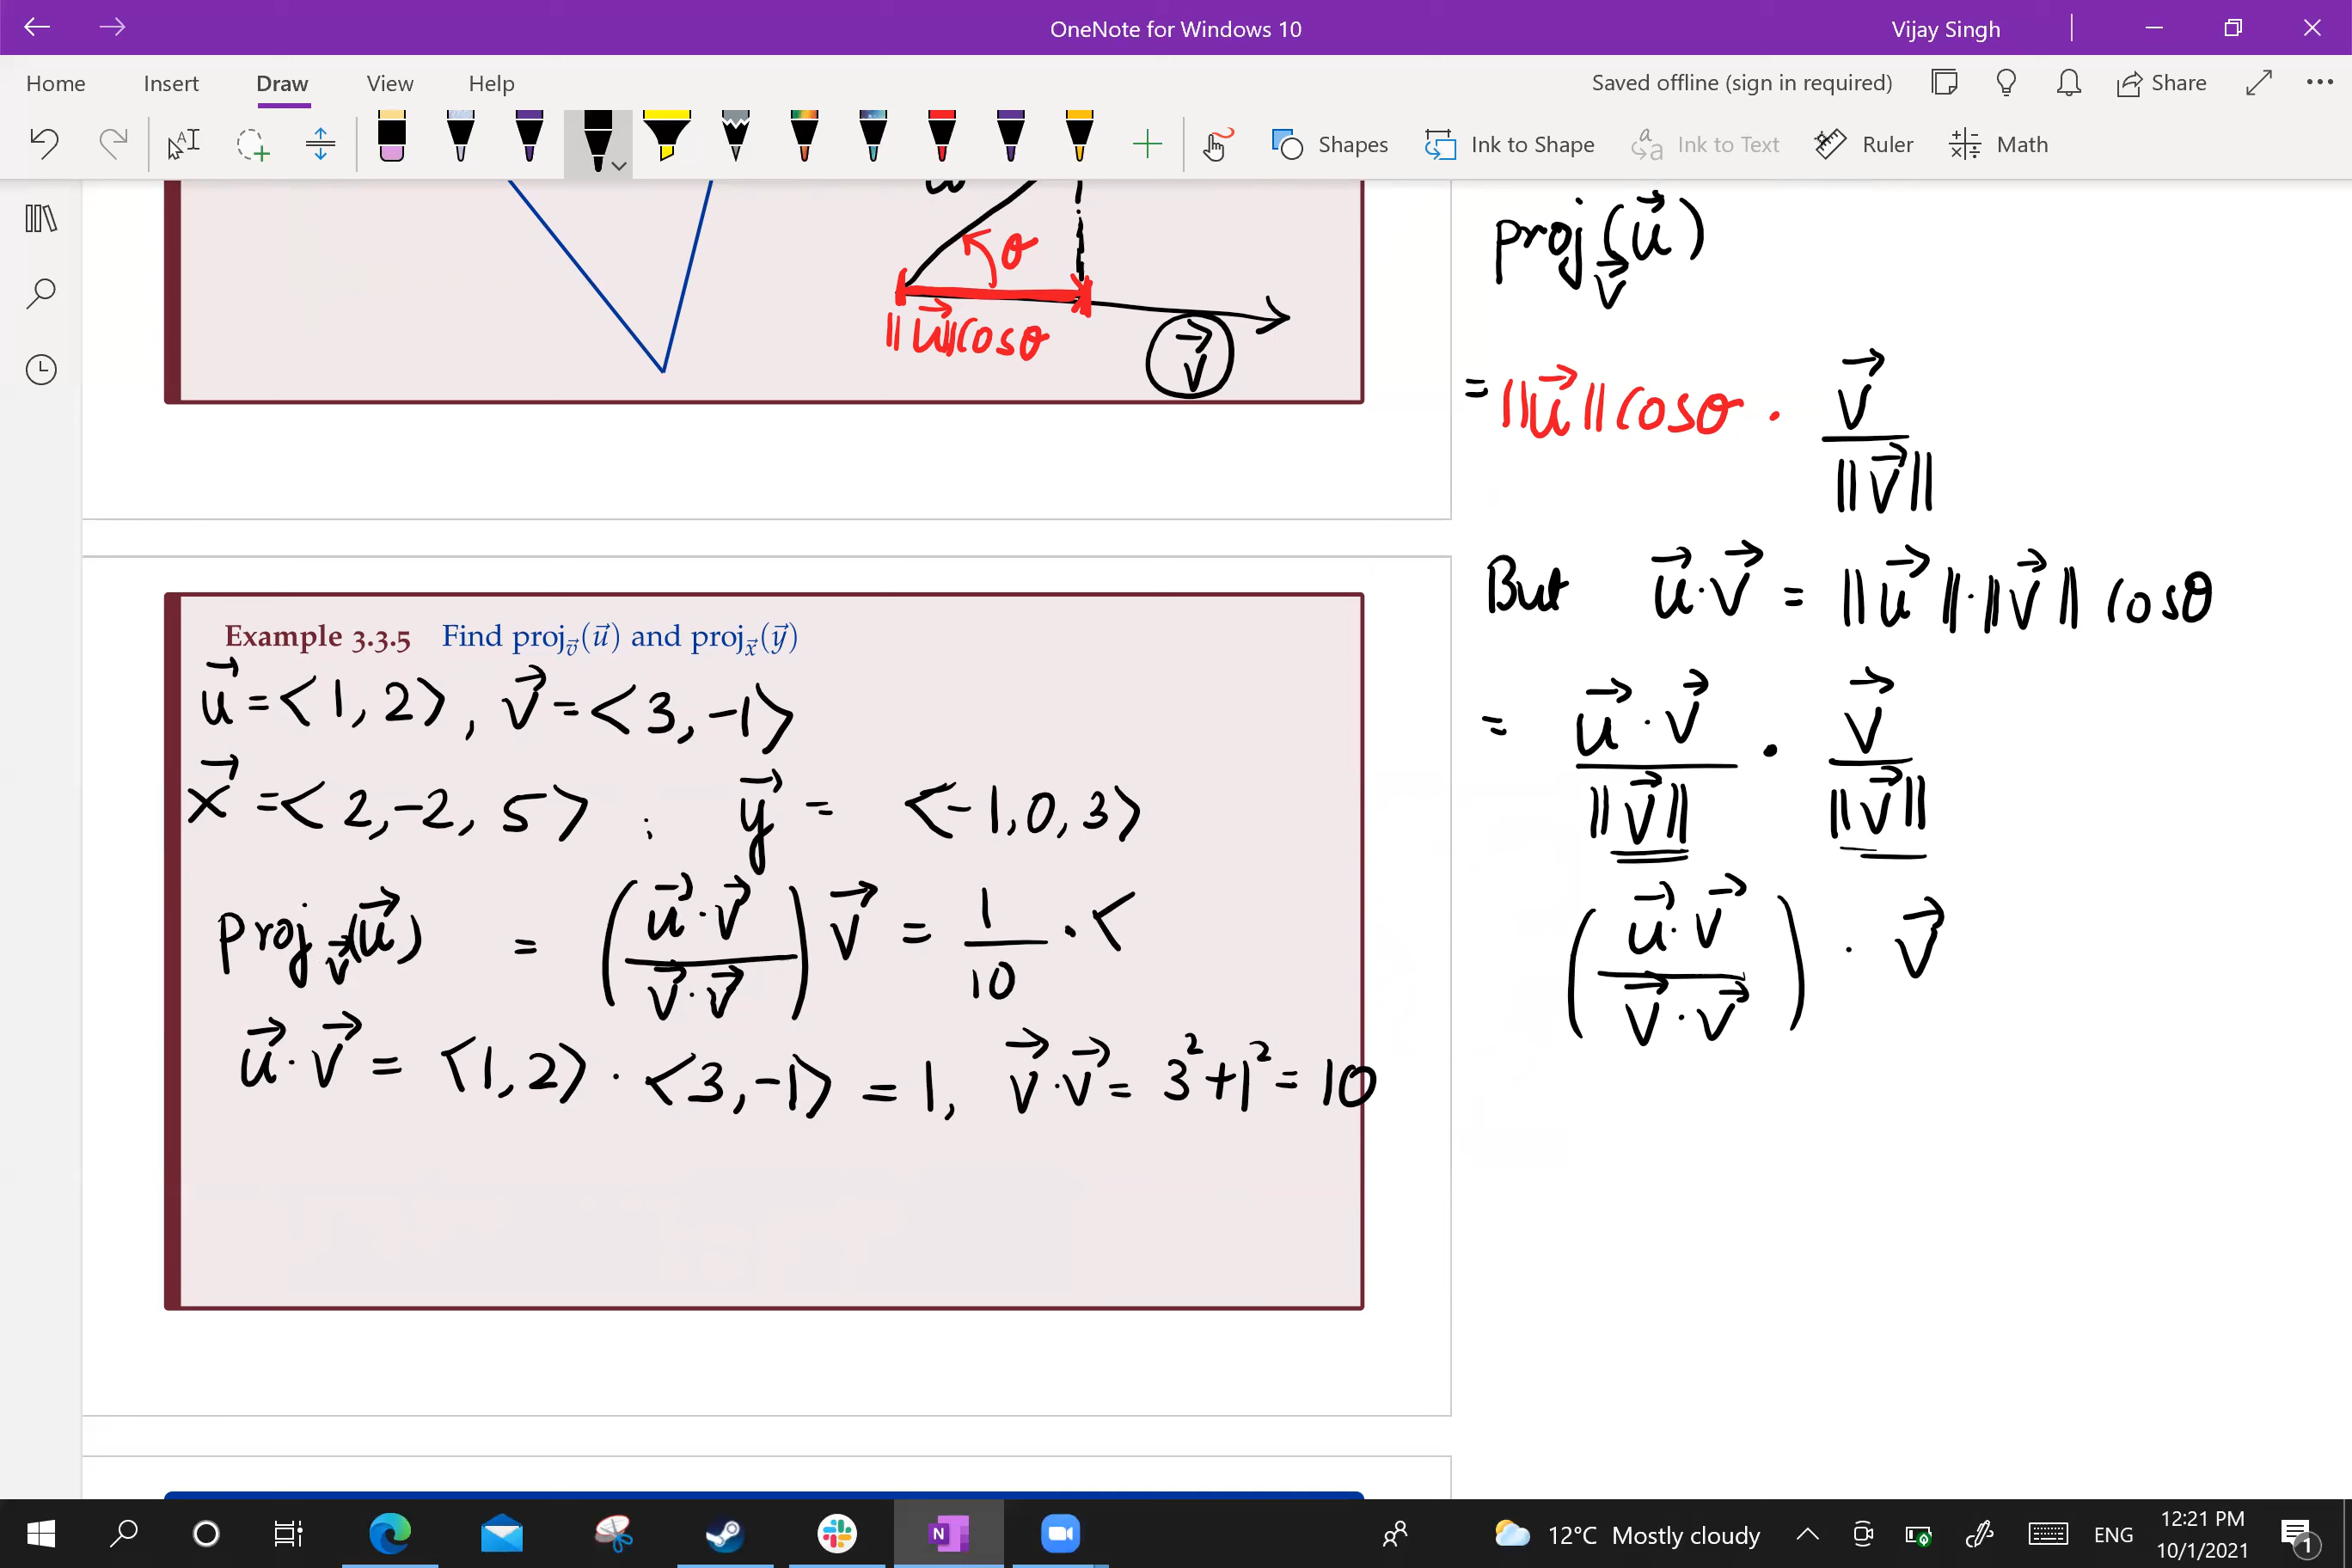 OneNote for Windows 10
Vijay Singh
Home Insert Draw View Help
Saved offline (sign in required)
Share
Shapes Ink to Shape Ink to Text Ruler Math
u
θ
‖u⃗‖cosθ
v⃗
proj_v⃗(u⃗)
= ‖u⃗‖cosθ · v⃗/‖v⃗‖
But u⃗·v⃗ = ‖u⃗‖·‖v⃗‖ cosθ
= u⃗·v⃗/‖v⃗‖ · v⃗/‖v⃗‖
(u⃗·v⃗/v⃗·v⃗) · v⃗
Example 3.3.5 Find proj_v⃗(u⃗) and proj_x⃗(y⃗)
u⃗ = <1, 2>, v⃗ = <3, -1>
x⃗ = <2, -2, 5> ; y⃗ = <-1, 0, 3>
proj_v⃗(u⃗) = (u⃗·v⃗/v⃗·v⃗) v⃗ = 1/10 · <
u⃗·v⃗ = <1, 2> · <3, -1> = 1, v⃗·v⃗ = 3²+1² = 10
12°C Mostly cloudy
ENG
12:21 PM
10/1/2021
1